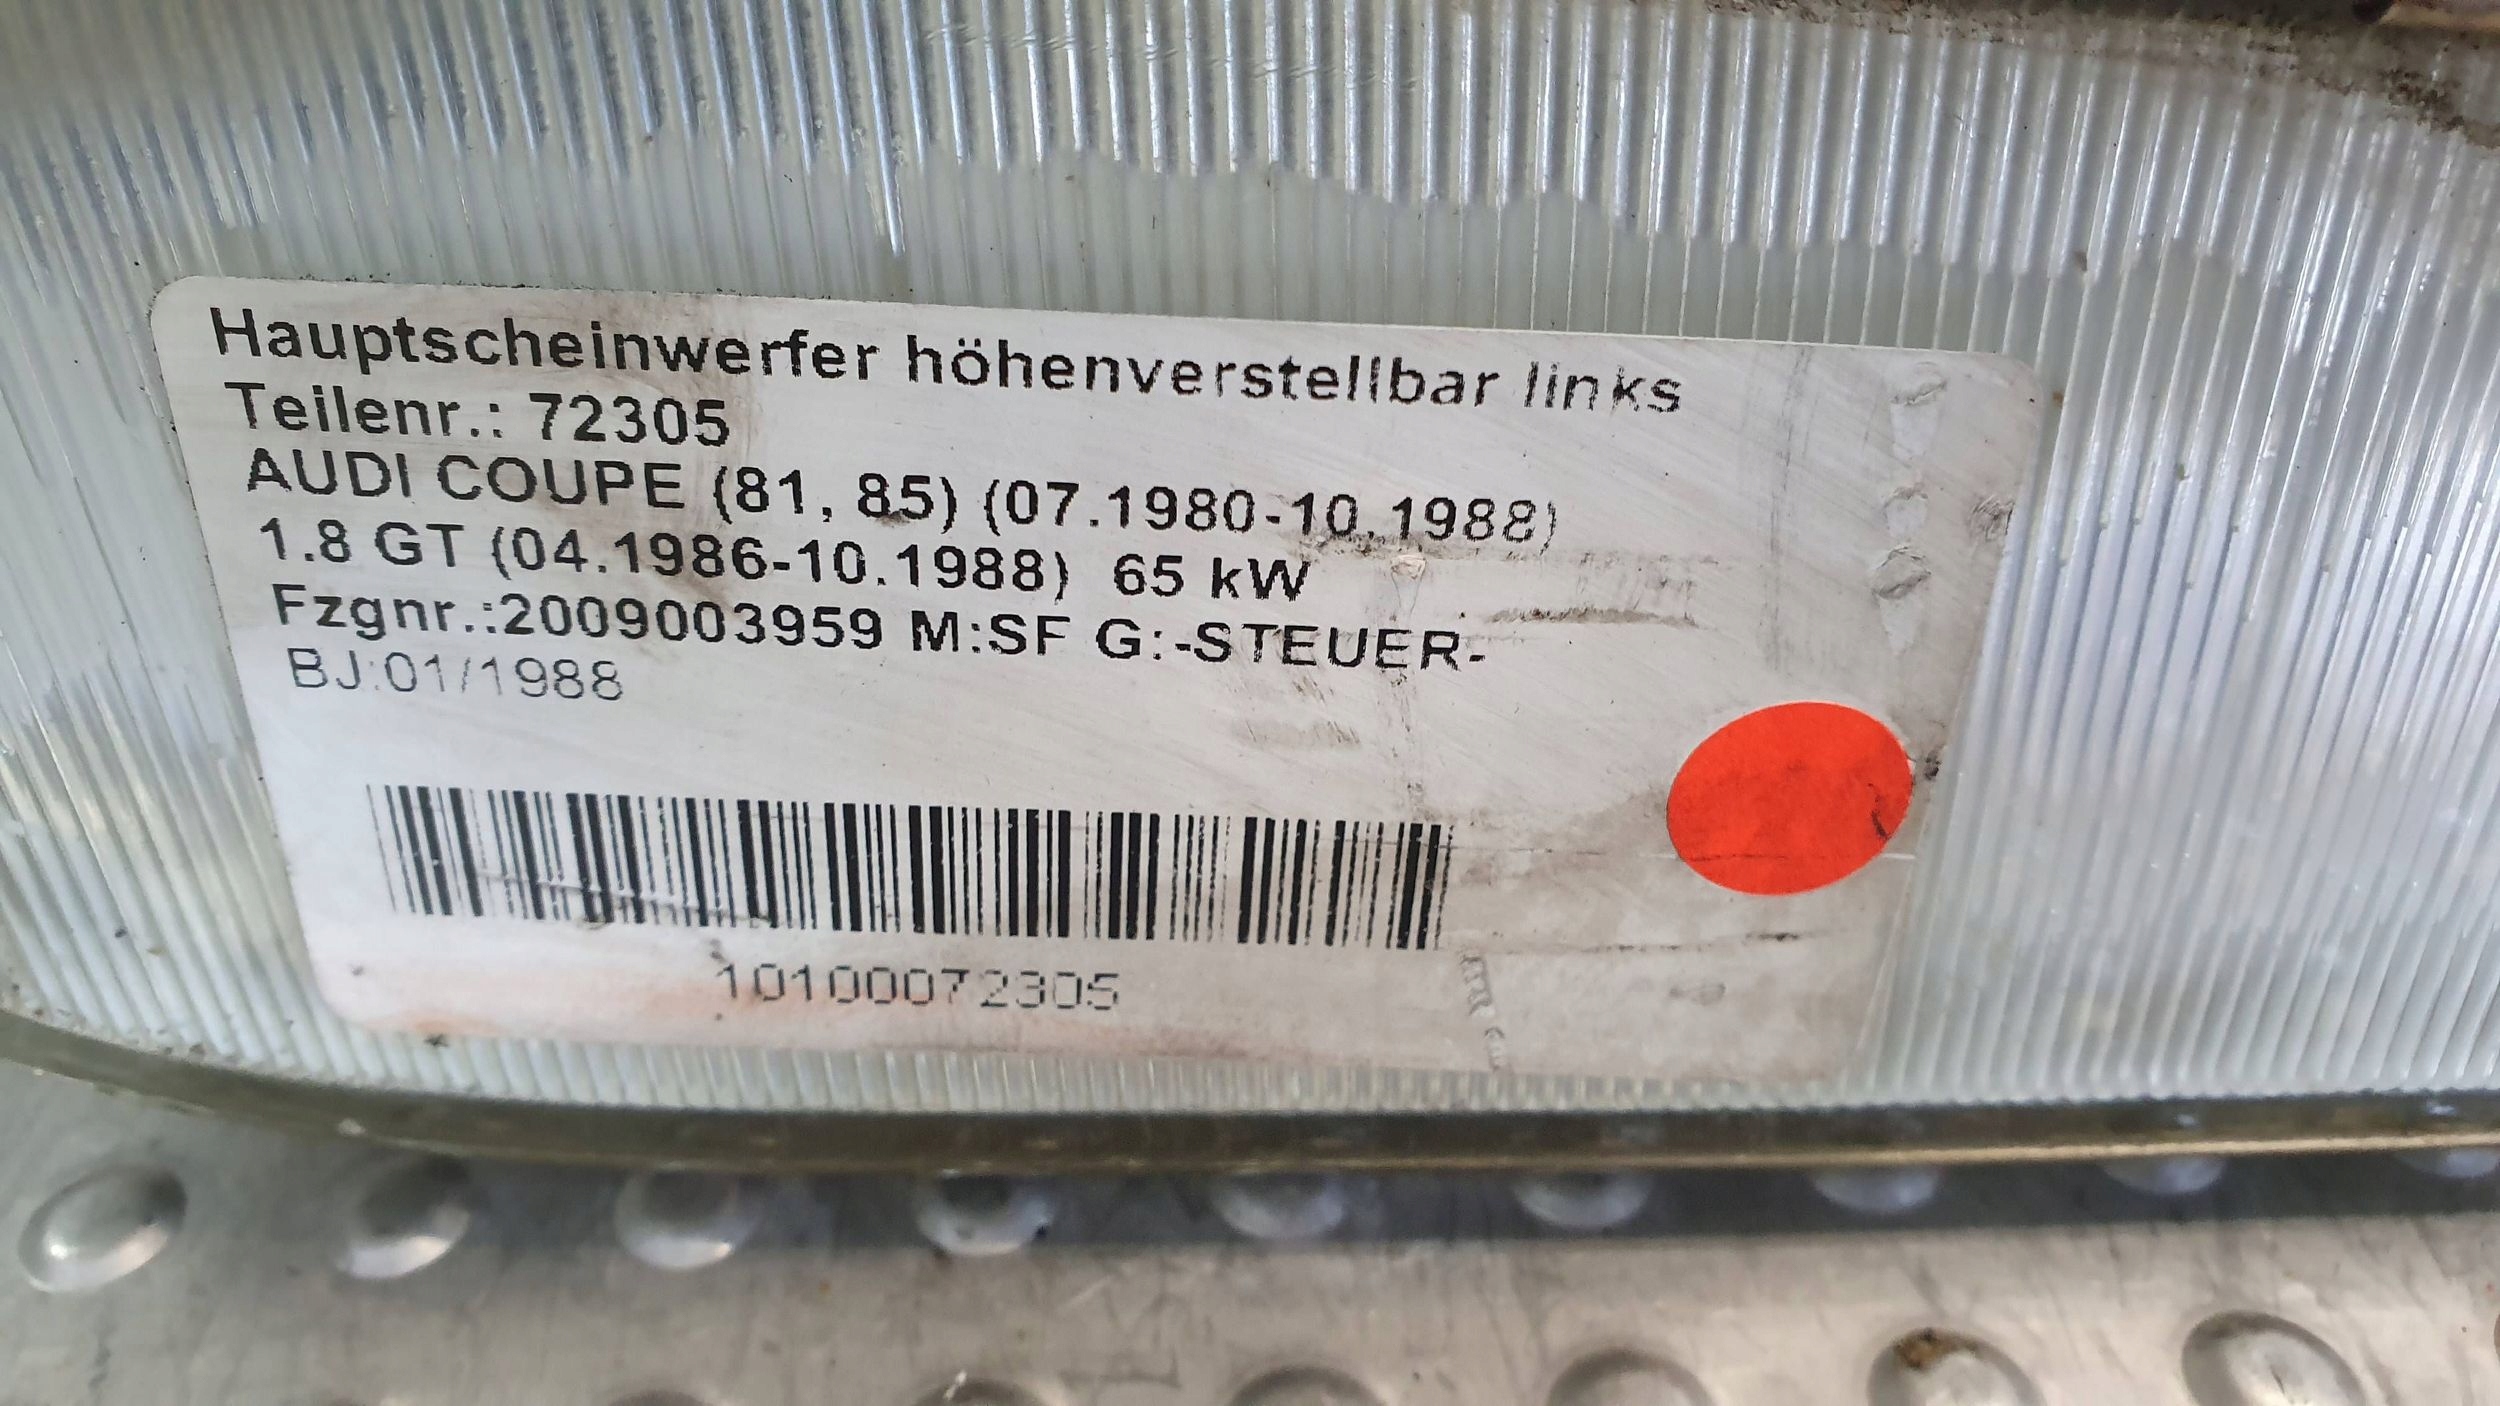 Hauptscheinwerfer höhenverstellbar links
Teilenr.: 72305
AUDI COUPE (81, 85) (07.1980-10.1988)
1.8 GT (04.1986-10.1988)  65 kW
Fzgnr.:2009003959 M:SF G:-STEUER-
BJ:01/1988
10100072305